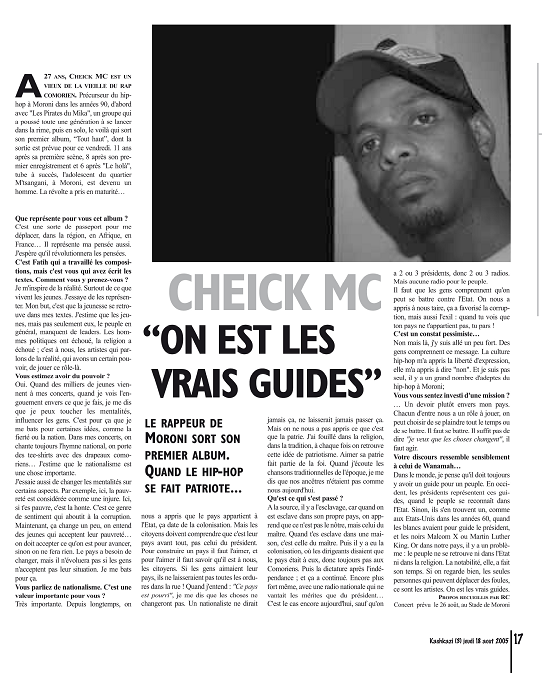 A 27 ANS, CHEICK MC EST UN
VIEUX DE LA VIEILLE DU RAP
COMORIEN. Précurseur du hip-
hop à Moroni dans les années 90, d'abord
avec "Les Pirates du Mika", un groupe qui
a poussé toute une génération à se lancer
dans la rime, puis en solo, le voilà qui sort
son premier album, “Tout haut”, dont la
sortie est prévue pour ce vendredi. 11 ans
après sa première scène, 8 après son pre-
mier enregistrement et 6 après "Le holà",
tube à succès, l'adolescent du quartier
M'tsangani, à Moroni, est devenu un
homme. La révolte a pris en maturité…
Que représente pour vous cet album ?
C'est une sorte de passeport pour me
déplacer, dans la région, en Afrique, en
France… Il représente ma pensée aussi.
J'espère qu'il révolutionnera les pensées.
C'est Fatih qui a travaillé les composi-
tions, mais c'est vous qui avez écrit les
textes. Comment vous y prenez-vous ?
Je m'inspire de la réalité. Surtout de ce que
vivent les jeunes. J'essaye de les représen-
ter. Mon but, c'est que la jeunesse se retrou-
ve dans mes textes. J'estime que les jeu-
nes, mais pas seulement eux, le peuple en
général, manquent de leaders. Les hom-
mes politiques ont échoué, la religion a
échoué ; c'est à nous, les artistes qui par-
lons de la réalité, qui avons un certain pou-
voir, de jouer ce rôle-là.
Vous estimez avoir du pouvoir ?
Oui. Quand des milliers de jeunes vien-
nent à mes concerts, quand je vois l'en-
gouement envers ce que je fais, je me dis
que je peux toucher les mentalités,
influencer les gens. C'est pour ça que je
me bats pour certaines idées, comme la
fierté ou la nation. Dans mes concerts, on
chante toujours l'hymne national, on porte
des tee-shirts avec des drapeaux como-
riens… J'estime que le nationalisme est
une chose importante.
J'essaie aussi de changer les mentalités sur
certains aspects. Par exemple, ici, la pauvre-
té est considérée comme une injure. Ici,
si t'es pauvre, c'est la honte. C'est ce genre
de sentiment qui aboutit à la corruption.
Maintenant, ça change un peu, on entend
des jeunes qui acceptent leur pauvreté…
on doit accepter ce qu'on est pour avancer,
sinon on ne fera rien. Le pays a besoin de
changer, mais il n'évoluera pas si les gens
n'acceptent pas leur situation. Je me bats
pour ça.
Vous parliez de nationalisme. C'est une
valeur importante pour vous ?
Très importante. Depuis longtemps, on
CHEICK MC
“ON EST LES
VRAIS GUIDES”
LE RAPPEUR DE
MORONI SORT SON
PREMIER ALBUM.
QUAND LE HIP-HOP
SE FAIT PATRIOTE…
nous a appris que le pays appartient à
l'Etat, ça date de la colonisation. Mais les
citoyens doivent comprendre que c'est leur
pays avant tout, pas celui du président.
Pour construire un pays il faut l'aimer, et
pour l'aimer il faut savoir qu'il est à nous,
les citoyens. Si les gens aimaient leur
pays, ils ne laisseraient pas toutes les ordu-
res dans la rue ! Quand j'entend : "Ce pays
est pourri", je me dis que les choses ne
changeront pas. Un nationaliste ne dirait
jamais ça, ne laisserait jamais passer ça.
Mais on ne nous a pas appris ce que c'est
que la patrie. J'ai fouillé dans la religion,
dans la tradition, à chaque fois on retrouve
cette idée de patriotisme. Aimer sa patrie
fait partie de la foi. Quand j'écoute les
chansons traditionnelles de l'époque, je me
dis que nos ancêtres n'étaient pas comme
nous aujourd'hui.
Qu'est ce qui s'est passé ?
A la source, il y a l'esclavage, car quand on
est esclave dans son propre pays, on ap-
prend que ce n'est pas le nôtre, mais celui du
maître. Quand t'es esclave dans une mai-
son, c'est celle du maître. Puis il y a eu la
colonisation, où les dirigeants disaient que
le pays était à eux, donc toujours pas aux
Comoriens. Puis la dictature après l'indé-
pendance ; et ça a continué. Encore plus
fort même, avec une radio nationale qui ne
vantait les mérites que du président…
C'est le cas encore aujourd'hui, sauf qu'on
a 2 ou 3 présidents, donc 2 ou 3 radios.
Mais aucune radio pour le peuple.
Il faut que les gens comprennent qu'on
peut se battre contre l'Etat. On nous a
appris à nous taire, ça a favorisé la corrup-
tion, mais aussi l'exil : quand tu vois que
ton pays ne t'appartient pas, tu pars !
C'est un constat pessimiste…
Non mais là, j'y suis allé un peu fort. Des
gens comprennent ce message. La culture
hip-hop m'a appris la liberté d'expression,
elle m'a appris à dire "non". Et je suis pas
seul, il y a un grand nombre d'adeptes du
hip-hop à Moroni;
Vous vous sentez investi d'une mission ?
… Un devoir plutôt envers mon pays.
Chacun d'entre nous a un rôle à jouer, on
peut choisir de se plaindre tout le temps ou
de se battre. Il faut se battre. Il suffit pas de
dire "je veux que les choses changent", il
faut agir.
Votre discours ressemble sensiblement
à celui de Wanamah…
Dans le monde, je pense qu'il doit toujours
y avoir un guide pour un peuple. En occi-
dent, les présidents représentent ces gui-
des, quand le peuple se reconnaît dans
l'Etat. Sinon, ils s'en trouvent un, comme
aux Etats-Unis dans les années 60, quand
les blancs avaient pour guide le président,
et les noirs Malcom X ou Martin Luther
King. Or dans notre pays, il y a un problè-
me : le peuple ne se retrouve ni dans l'Etat
ni dans la religion. La notabilité, elle, a fait
son temps. Si on regarde bien, les seules
personnes qui peuvent déplacer des foules,
ce sont les artistes. On est les vrais guides.
PROPOS RECUEILLIS PAR RC
Concert prévu le 26 août, au Stade de Moroni
Kashkazi (3) jeudi 18 aout 2005 17